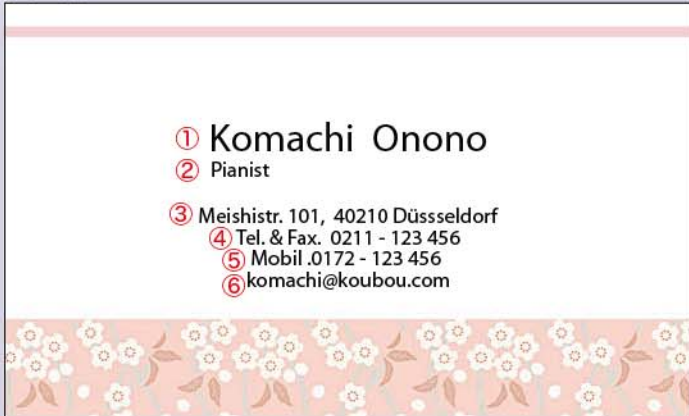 ① Komachi Onono
② Pianist
③ Meishistr. 101, 40210 Düssseldorf
④ Tel. & Fax. 0211 - 123 456
⑤ Mobil .0172 - 123 456
⑥ komachi@koubou.com